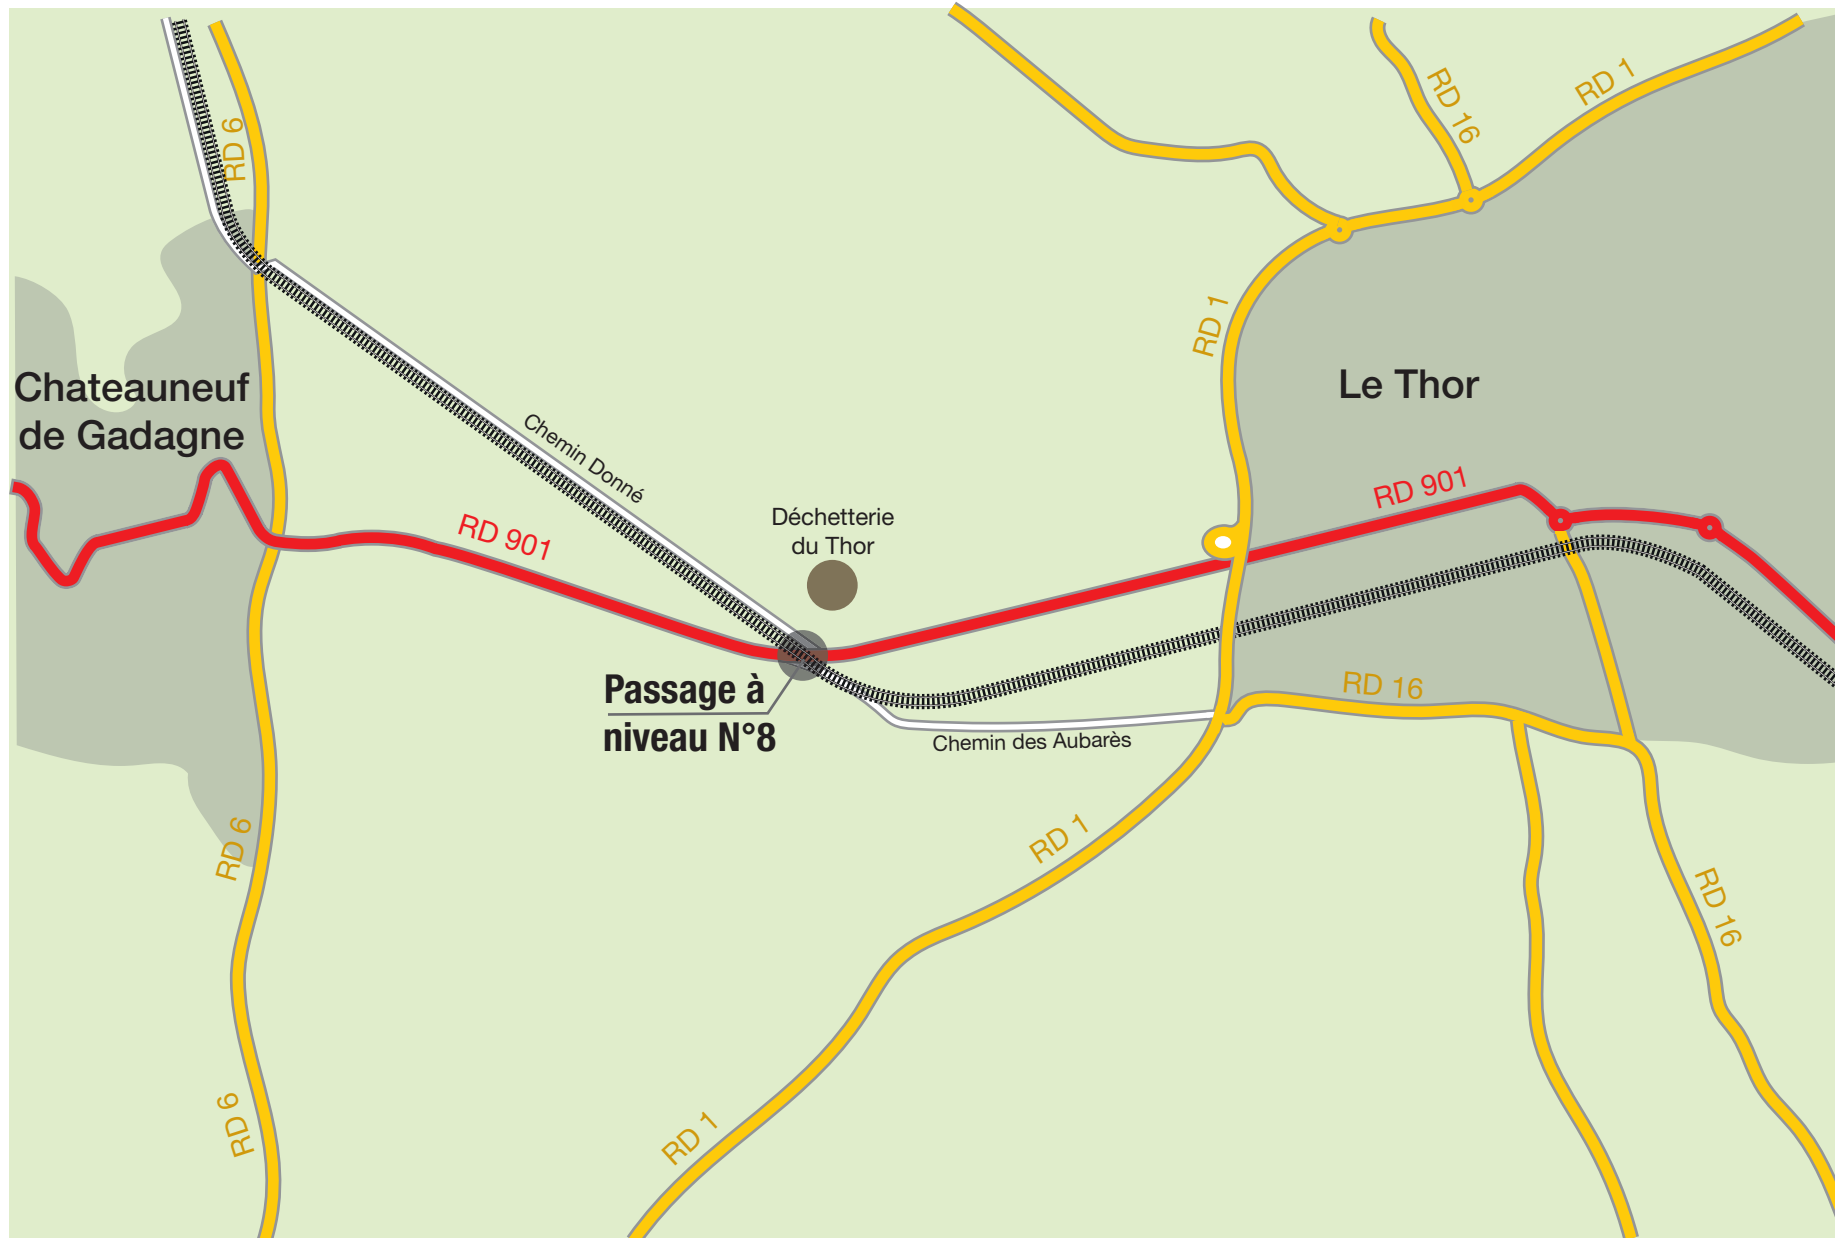 RD 16
RD 1
RD 6
RD 1
Chateauneuf
de Gadagne
Le Thor
Chemin Donné
RD 901
RD 901
Déchetterie
du Thor
Passage à
niveau N°8
RD 16
Chemin des Aubarès
RD 6
RD 1
RD 16
RD 6
RD 1